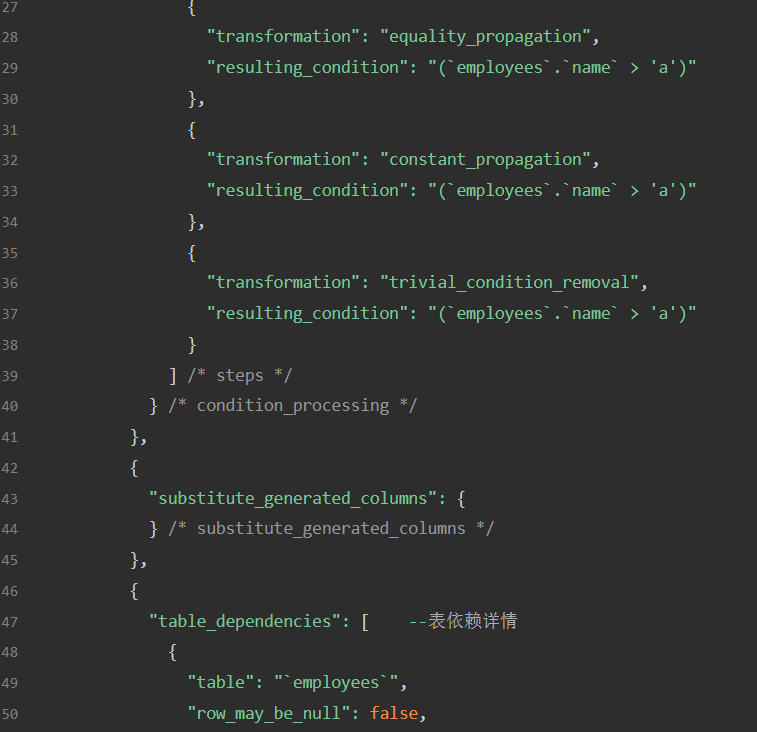 27                  {
28                    "transformation": "equality_propagation",
29                    "resulting_condition": "(`employees`.`name` > 'a')"
30                  },
31                  {
32                    "transformation": "constant_propagation",
33                    "resulting_condition": "(`employees`.`name` > 'a')"
34                  },
35                  {
36                    "transformation": "trivial_condition_removal",
37                    "resulting_condition": "(`employees`.`name` > 'a')"
38                  }
39                ] /* steps */
40              } /* condition_processing */
41            },
42            {
43              "substitute_generated_columns": {
44              } /* substitute_generated_columns */
45            },
46            {
47              "table_dependencies": [    --表依赖详情
48                {
49                  "table": "`employees`",
50                  "row_may_be_null": false,